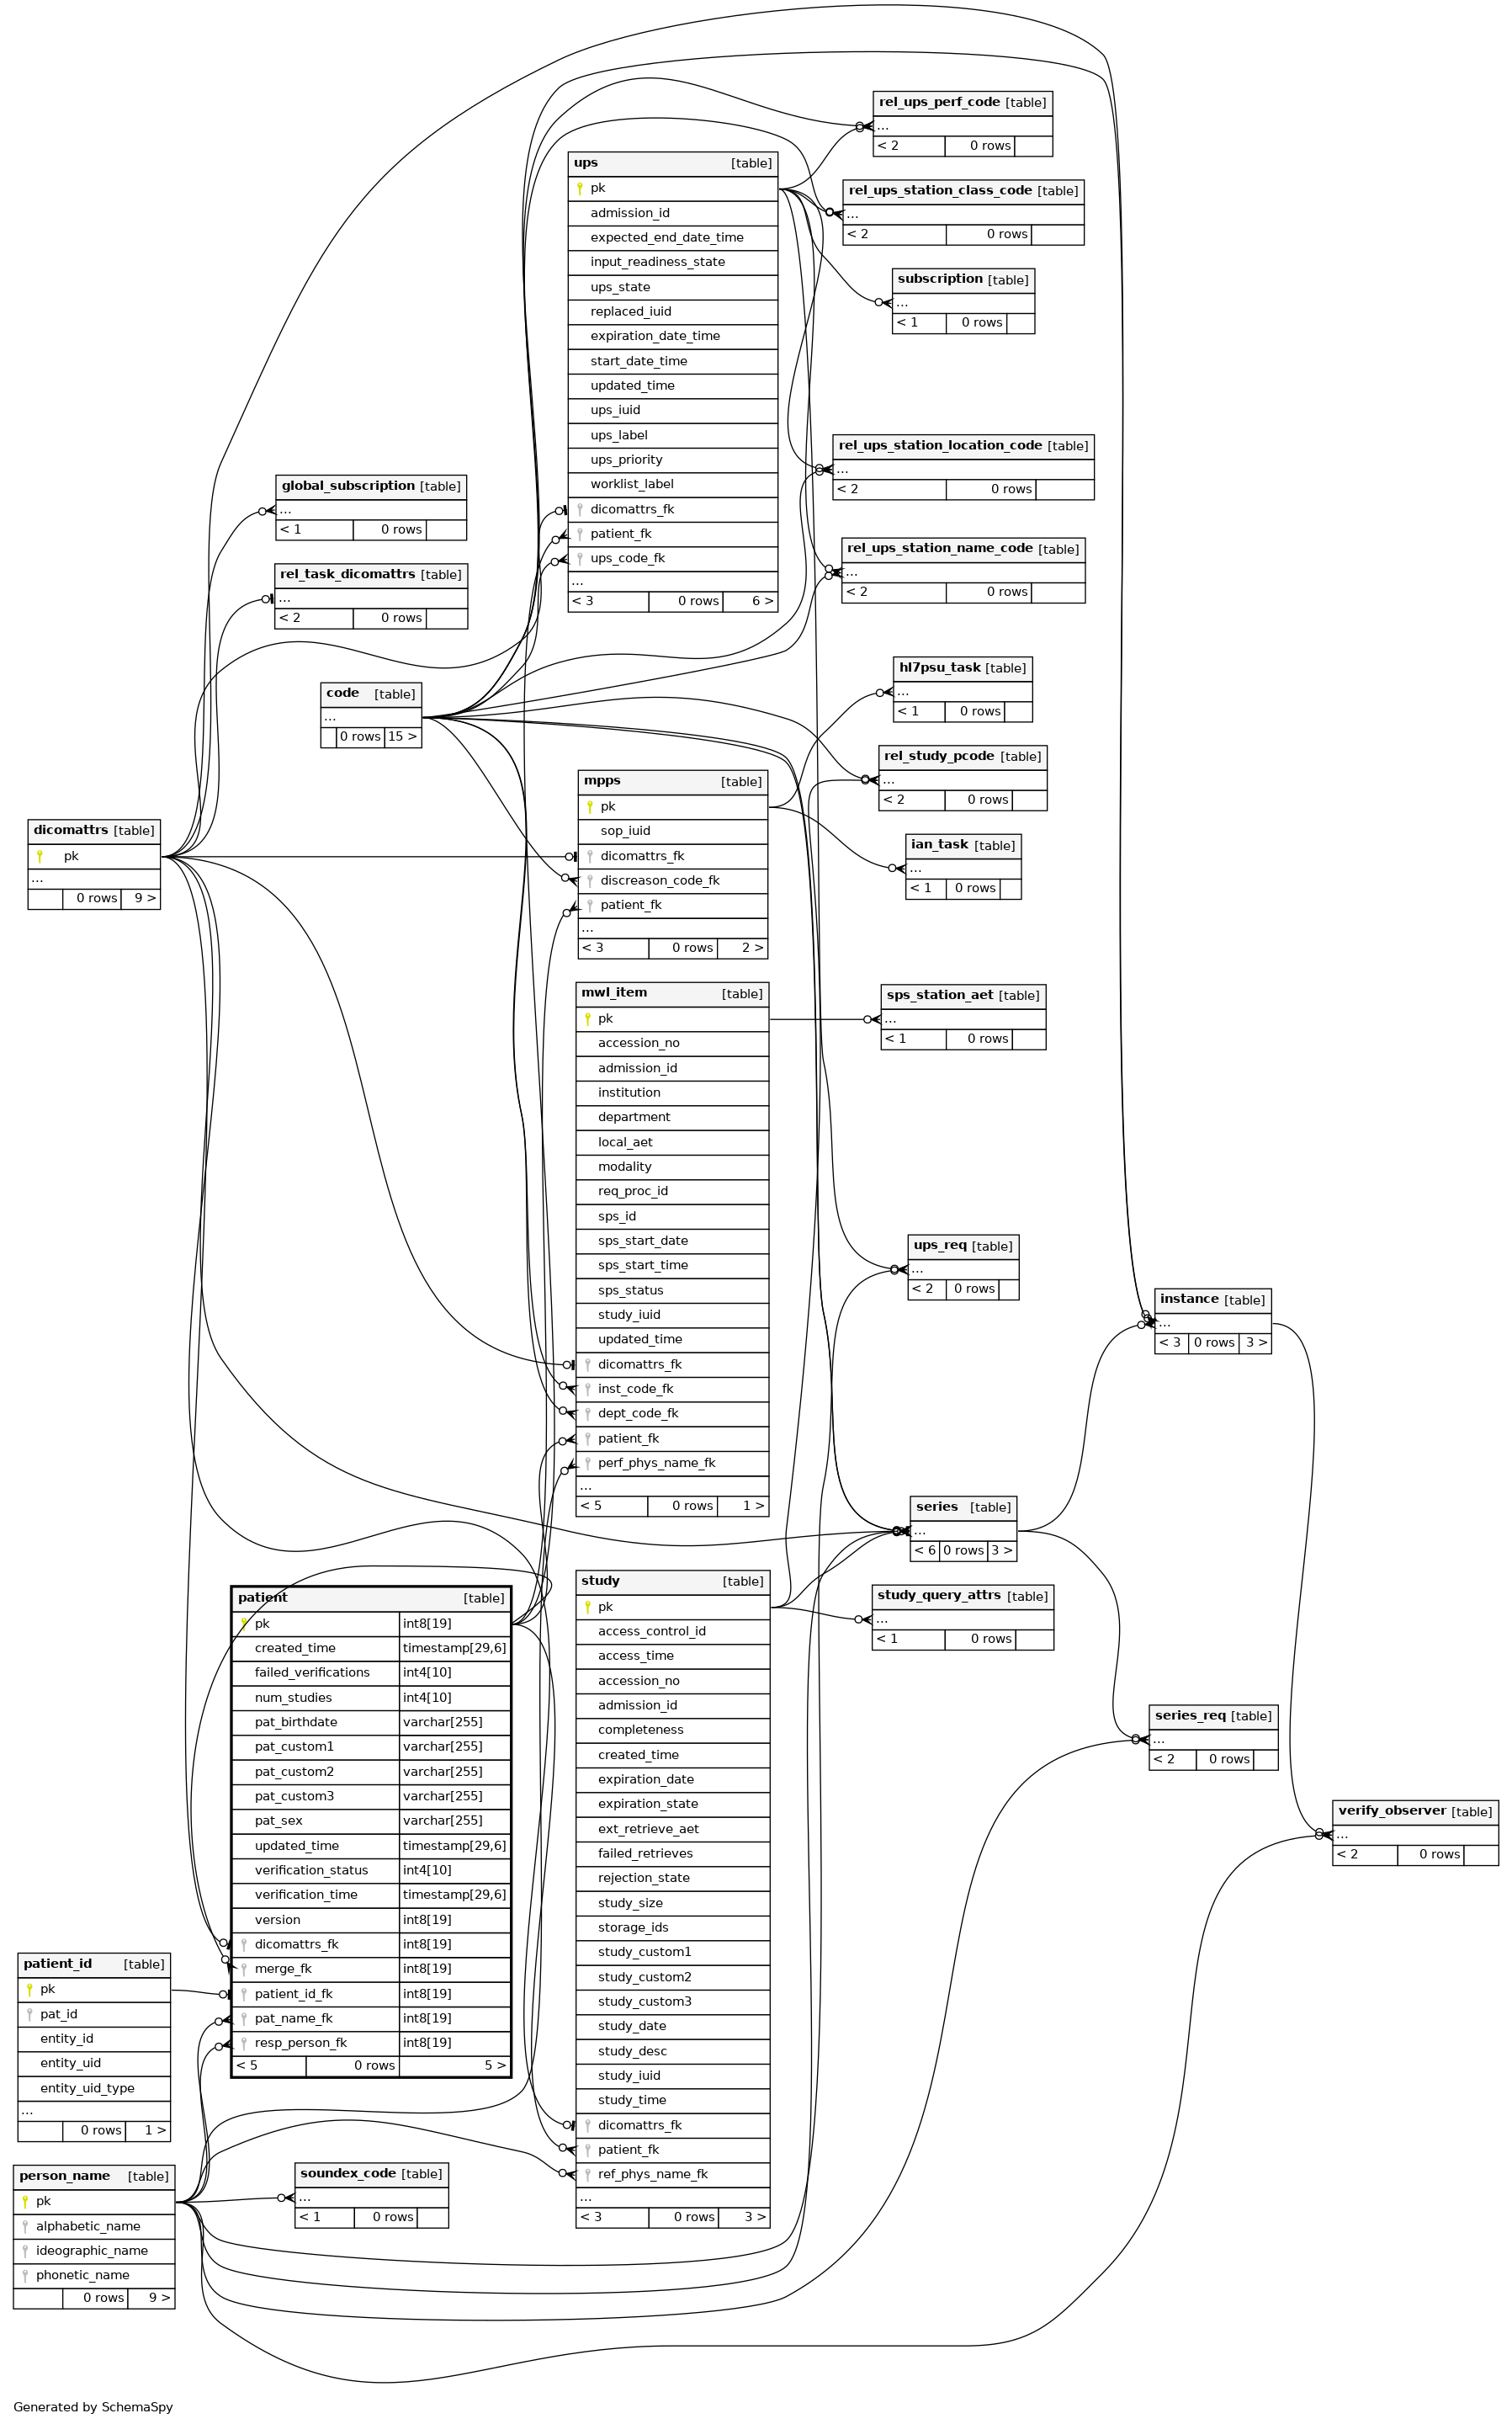 rel_ups_perf_code [table]
...
< 2 0 rows
ups [table]
pk
admission_id
expected_end_date_time
input_readiness_state
ups_state
replaced_iuid
expiration_date_time
start_date_time
updated_time
ups_iuid
ups_label
ups_priority
worklist_label
dicomattrs_fk
patient_fk
ups_code_fk
...
< 3 0 rows 6 >
rel_ups_station_class_code [table]
...
< 2 0 rows
subscription [table]
...
< 1 0 rows
rel_ups_station_location_code [table]
...
< 2 0 rows
global_subscription [table]
...
< 1 0 rows
rel_ups_station_name_code [table]
...
< 2 0 rows
rel_task_dicomattrs [table]
...
< 2 0 rows
hl7psu_task [table]
...
< 1 0 rows
code [table]
...
0 rows 15 >
rel_study_pcode [table]
...
< 2 0 rows
mpps [table]
pk
sop_iuid
dicomattrs_fk
discreason_code_fk
patient_fk
...
< 3 0 rows 2 >
dicomattrs [table]
pk
...
0 rows 9 >
ian_task [table]
...
< 1 0 rows
mwl_item [table]
pk
accession_no
admission_id
institution
department
local_aet
modality
req_proc_id
sps_id
sps_start_date
sps_start_time
sps_status
study_iuid
updated_time
dicomattrs_fk
inst_code_fk
dept_code_fk
patient_fk
perf_phys_name_fk
...
< 5 0 rows 1 >
sps_station_aet [table]
...
< 1 0 rows
ups_req [table]
...
< 2 0 rows
instance [table]
...
< 3 0 rows 3 >
series [table]
...
< 6 0 rows 3 >
study [table]
pk
access_control_id
access_time
accession_no
admission_id
completeness
created_time
expiration_date
expiration_state
ext_retrieve_aet
failed_retrieves
rejection_state
study_size
storage_ids
study_custom1
study_custom2
study_custom3
study_date
study_desc
study_iuid
study_time
dicomattrs_fk
patient_fk
ref_phys_name_fk
...
< 3 0 rows 3 >
study_query_attrs [table]
...
< 1 0 rows
patient [table]
pk int8[19]
created_time timestamp[29,6]
failed_verifications int4[10]
num_studies int4[10]
pat_birthdate varchar[255]
pat_custom1 varchar[255]
pat_custom2 varchar[255]
pat_custom3 varchar[255]
pat_sex varchar[255]
updated_time timestamp[29,6]
verification_status int4[10]
verification_time timestamp[29,6]
version int8[19]
dicomattrs_fk int8[19]
merge_fk int8[19]
patient_id_fk int8[19]
pat_name_fk int8[19]
resp_person_fk int8[19]
< 5 0 rows 5 >
series_req [table]
...
< 2 0 rows
verify_observer [table]
...
< 2 0 rows
patient_id [table]
pk
pat_id
entity_id
entity_uid
entity_uid_type
...
0 rows 1 >
person_name [table]
pk
alphabetic_name
ideographic_name
phonetic_name
0 rows 9 >
soundex_code [table]
...
< 1 0 rows
Generated by SchemaSpy